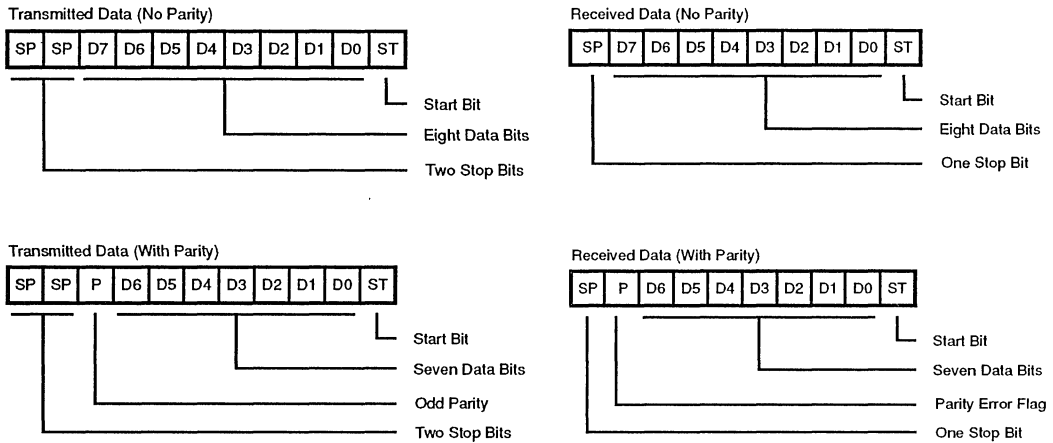 Transmitted Data (No Parity)
SP SP D7 D6 D5 D4 D3 D2 D1 D0 ST
Start Bit
Eight Data Bits
Two Stop Bits
Received Data (No Parity)
SP D7 D6 D5 D4 D3 D2 D1 D0 ST
Start Bit
Eight Data Bits
One Stop Bit
Transmitted Data (With Parity)
SP SP P D6 D5 D4 D3 D2 D1 D0 ST
Start Bit
Seven Data Bits
Odd Parity
Two Stop Bits
Received Data (With Parity)
SP P D6 D5 D4 D3 D2 D1 D0 ST
Start Bit
Seven Data Bits
Parity Error Flag
One Stop Bit